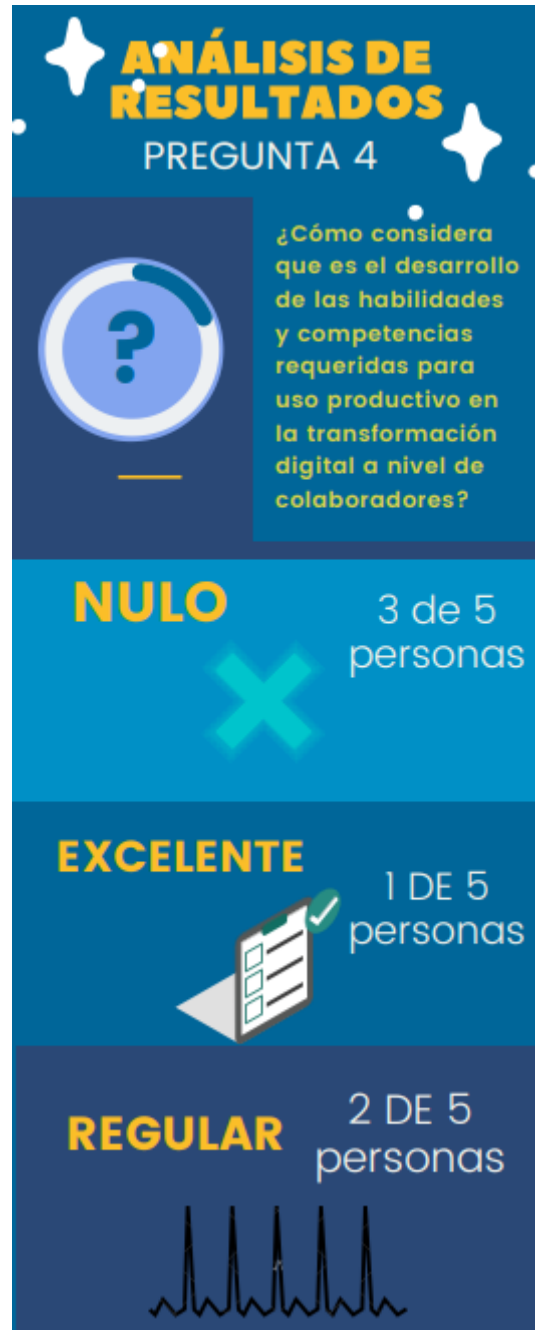 ANÁLISIS DE
RESULTADOS
PREGUNTA 4
?
¿Cómo considera
que es el desarrollo
de las habilidades
y competencias
requeridas para
uso productivo en
la transformación
digital a nivel de
colaboradores?
NULO
3 de 5
personas
EXCELENTE
1 DE 5
personas
REGULAR
2 DE 5
personas